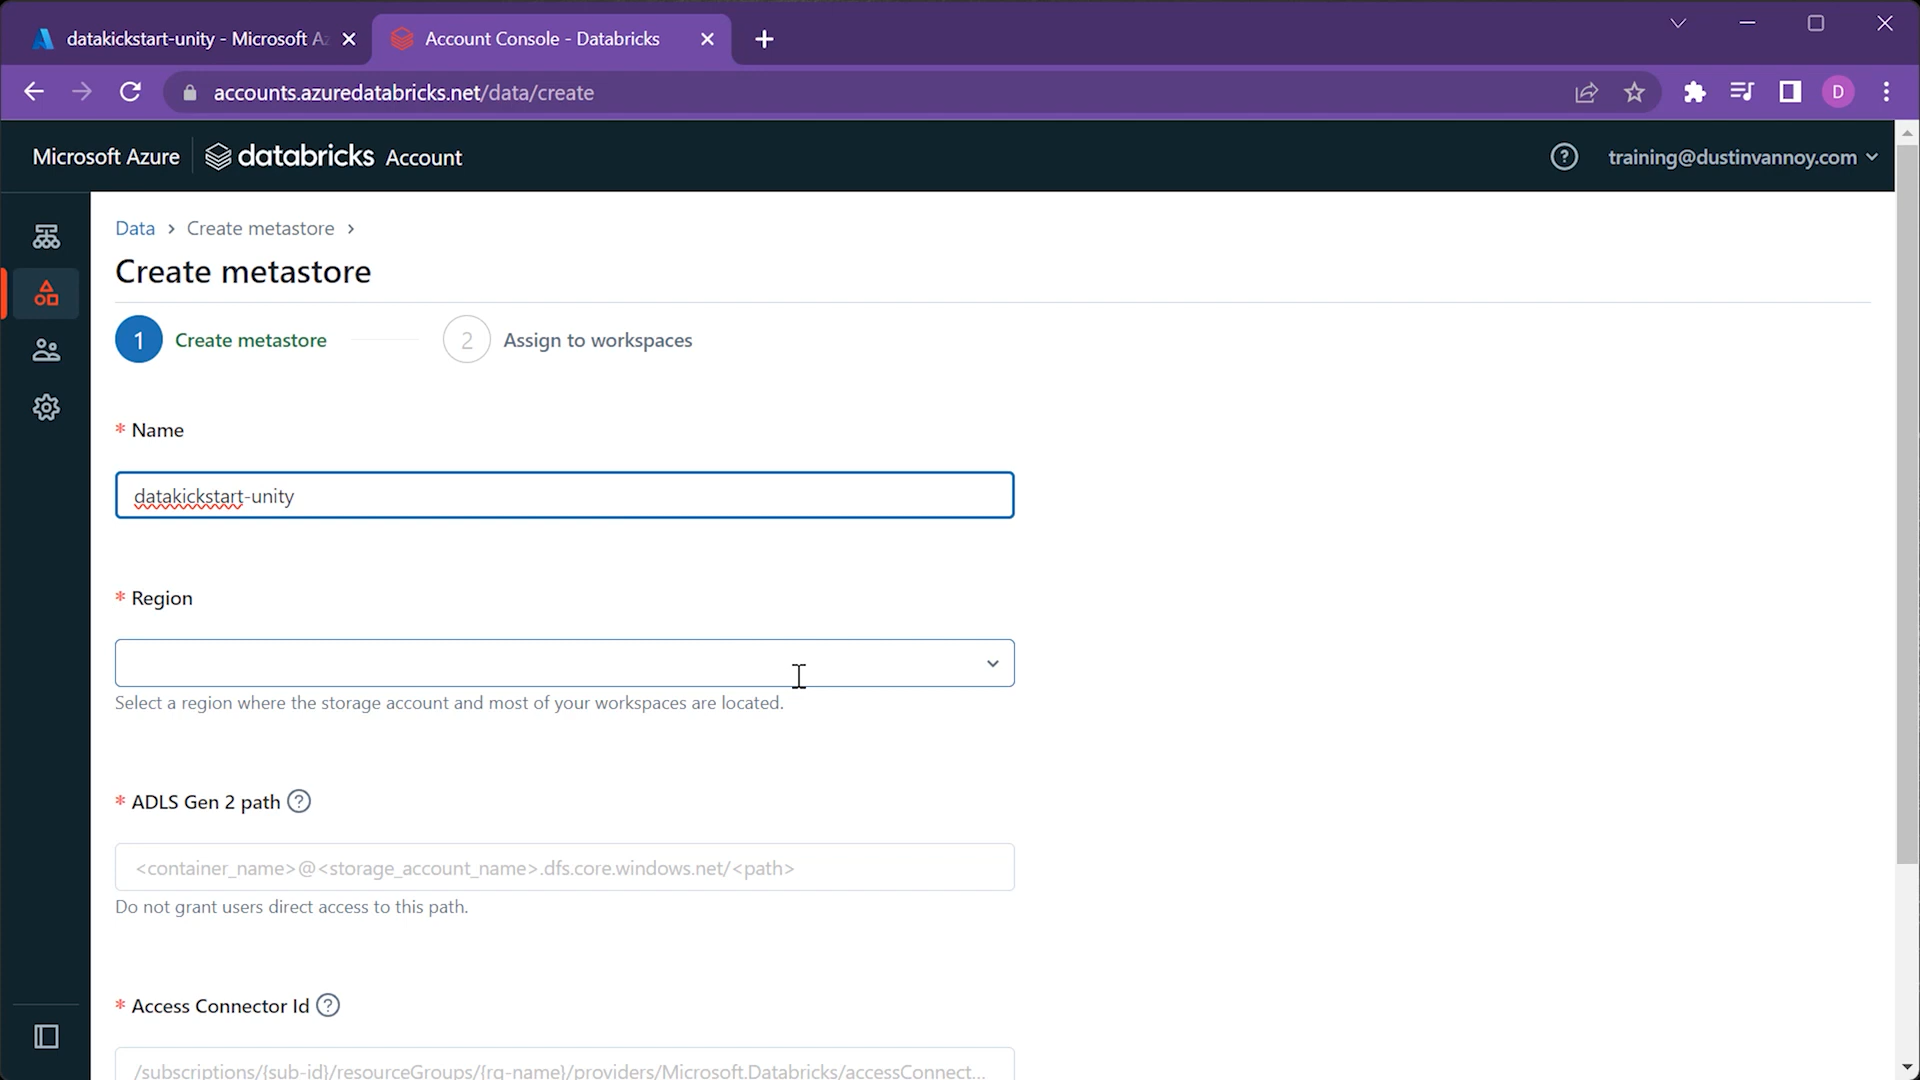 datakickstart-unity - Microsoft Az
Account Console - Databricks
accounts.azuredatabricks.net/data/create
D
Microsoft Azure
databricks Account
?
training@dustinvannoy.com
Data > Create metastore >
Create metastore
1 Create metastore
2 Assign to workspaces
* Name
datakickstart-unity
* Region
Select a region where the storage account and most of your workspaces are located.
* ADLS Gen 2 path ?
<container_name>@<storage_account_name>.dfs.core.windows.net/<path>
Do not grant users direct access to this path.
* Access Connector Id ?
/subscriptions/{sub-id}/resourceGroups/{rg-name}/providers/Microsoft.Databricks/accessConnect...